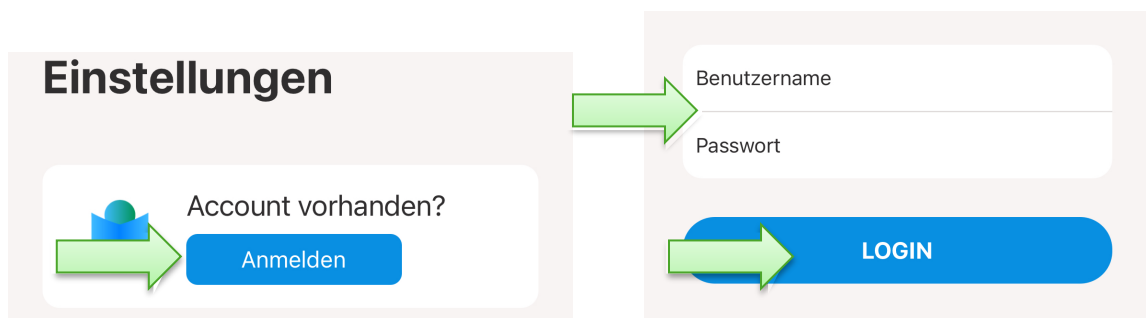 Einstellungen
Account vorhanden?
Anmelden
Benutzername
Passwort
LOGIN